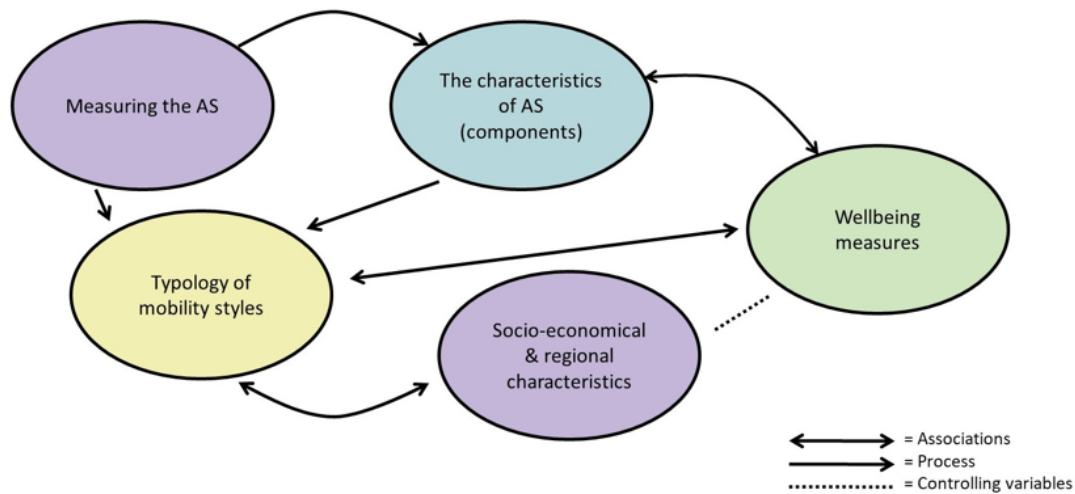 Measuring the AS
The characteristics
of AS
(components)
Wellbeing
measures
Typology of
mobility styles
Socio-economical
& regional
characteristics
= Associations
= Process
= Controlling variables